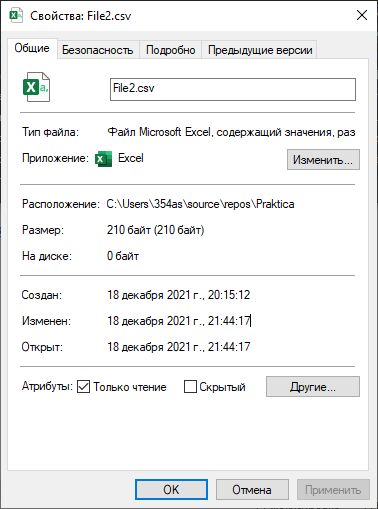 Свойства: File2.csv
Общие Безопасность Подробно Предыдущие версии
File2.csv
Тип файла: Файл Microsoft Excel, содержащий значения, раз
Приложение: Excel Изменить...
Расположение: C:\Users\354as\source\repos\Praktica
Размер: 210 байт (210 байт)
На диске: 0 байт
Создан: 18 декабря 2021 г., 20:15:12
Изменен: 18 декабря 2021 г., 21:44:17
Открыт: 18 декабря 2021 г., 21:44:17
Атрибуты: Только чтение Скрытый Другие...
OK Отмена Применить